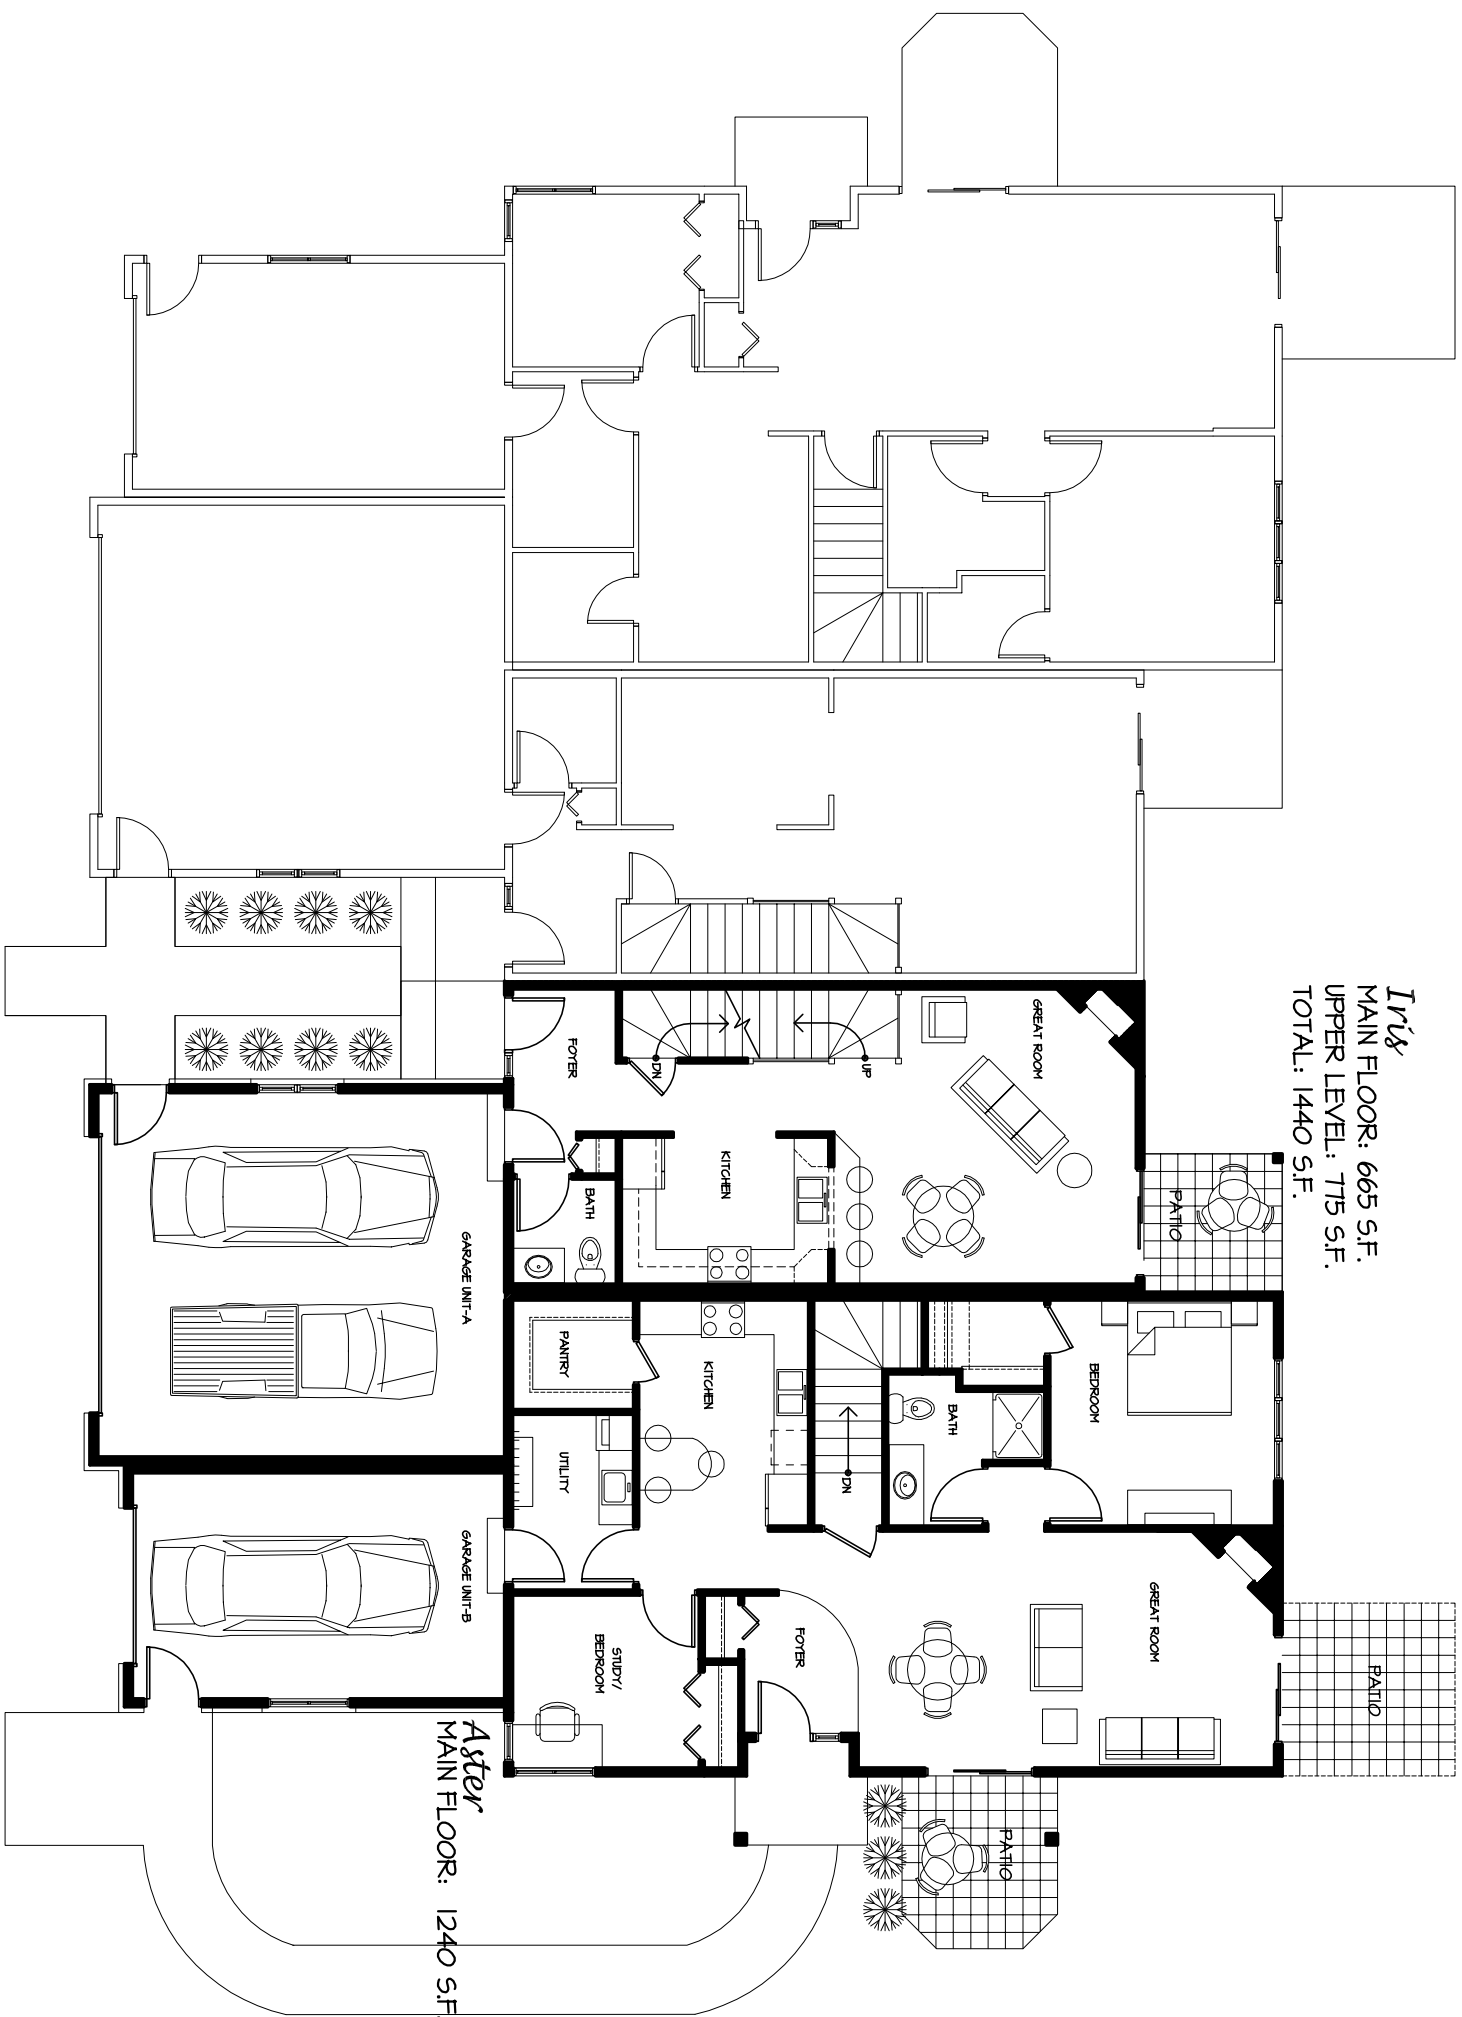 Iris
MAIN FLOOR: 665 S.F.
UPPER LEVEL: 775 S.F.
TOTAL: 1440 S.F.
PATIO
GREAT ROOM
UP
DN
FOYER
KITCHEN
BATH
GARAGE UNIT-A
PATIO
GREAT ROOM
BEDROOM
BATH
DN
KITCHEN
PANTRY
UTILITY
FOYER
STUDY/
BEDROOM
GARAGE UNIT-B
PATIO
Aster
MAIN FLOOR: 1240 S.F.